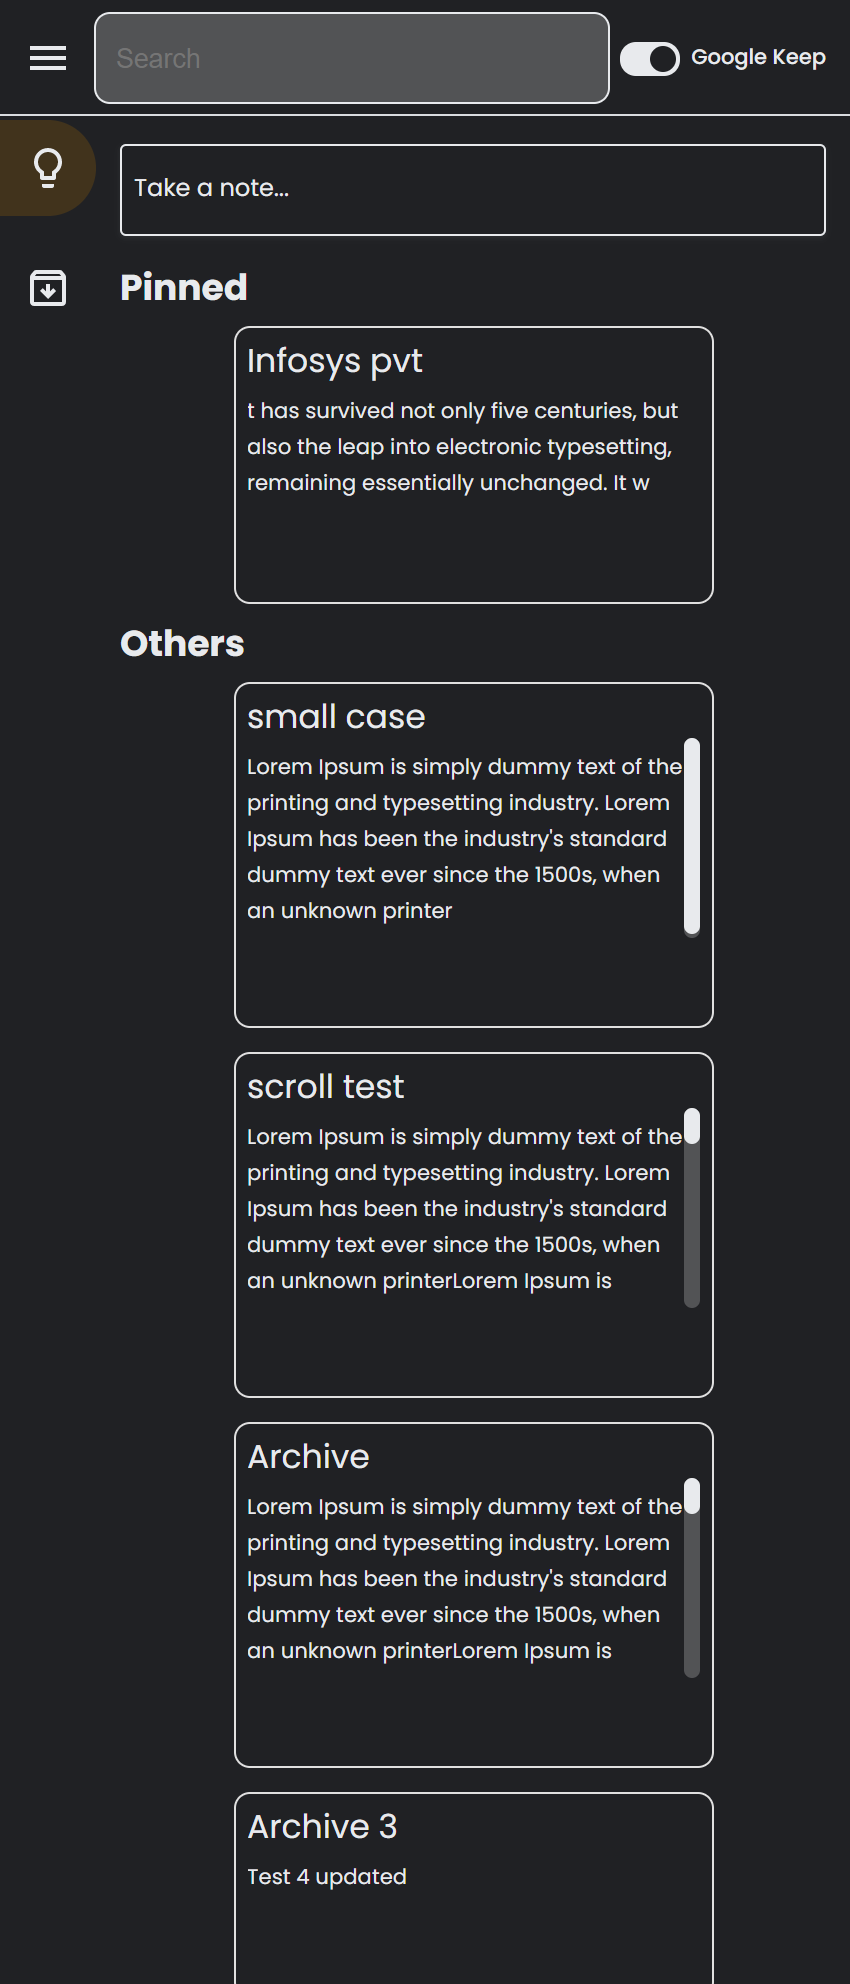 Search
Google Keep
Take a note...
Pinned
Infosys pvt
t has survived not only five centuries, but
also the leap into electronic typesetting,
remaining essentially unchanged. It w
Others
small case
Lorem Ipsum is simply dummy text of the
printing and typesetting industry. Lorem
Ipsum has been the industry's standard
dummy text ever since the 1500s, when
an unknown printer
scroll test
Lorem Ipsum is simply dummy text of the
printing and typesetting industry. Lorem
Ipsum has been the industry's standard
dummy text ever since the 1500s, when
an unknown printerLorem Ipsum is
Archive
Lorem Ipsum is simply dummy text of the
printing and typesetting industry. Lorem
Ipsum has been the industry's standard
dummy text ever since the 1500s, when
an unknown printerLorem Ipsum is
Archive 3
Test 4 updated